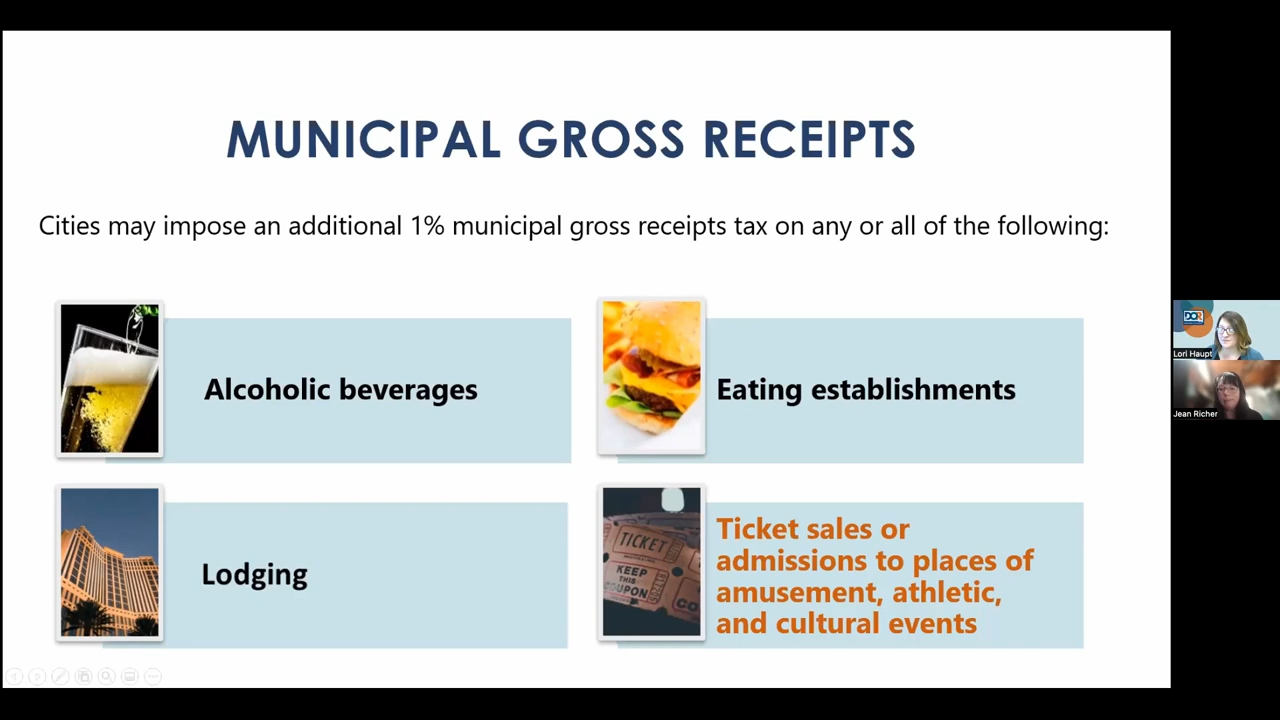 MUNICIPAL GROSS RECEIPTS
Cities may impose an additional 1% municipal gross receipts tax on any or all of the following:
Alcoholic beverages
Eating establishments
Lodging
TICKET
KEEP
THIS
COUPON
CO
Ticket sales or
admissions to places of
amusement, athletic,
and cultural events
DOR
Lori Haupt
Jean Richer